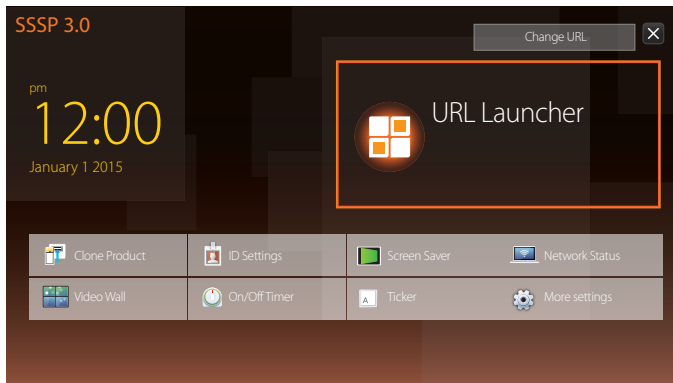 SSSP 3.0
Change URL
pm
12:00
January 1 2015
URL Launcher
Clone Product
ID Settings
Screen Saver
Network Status
Video Wall
On/Off Timer
A
Ticker
More settings